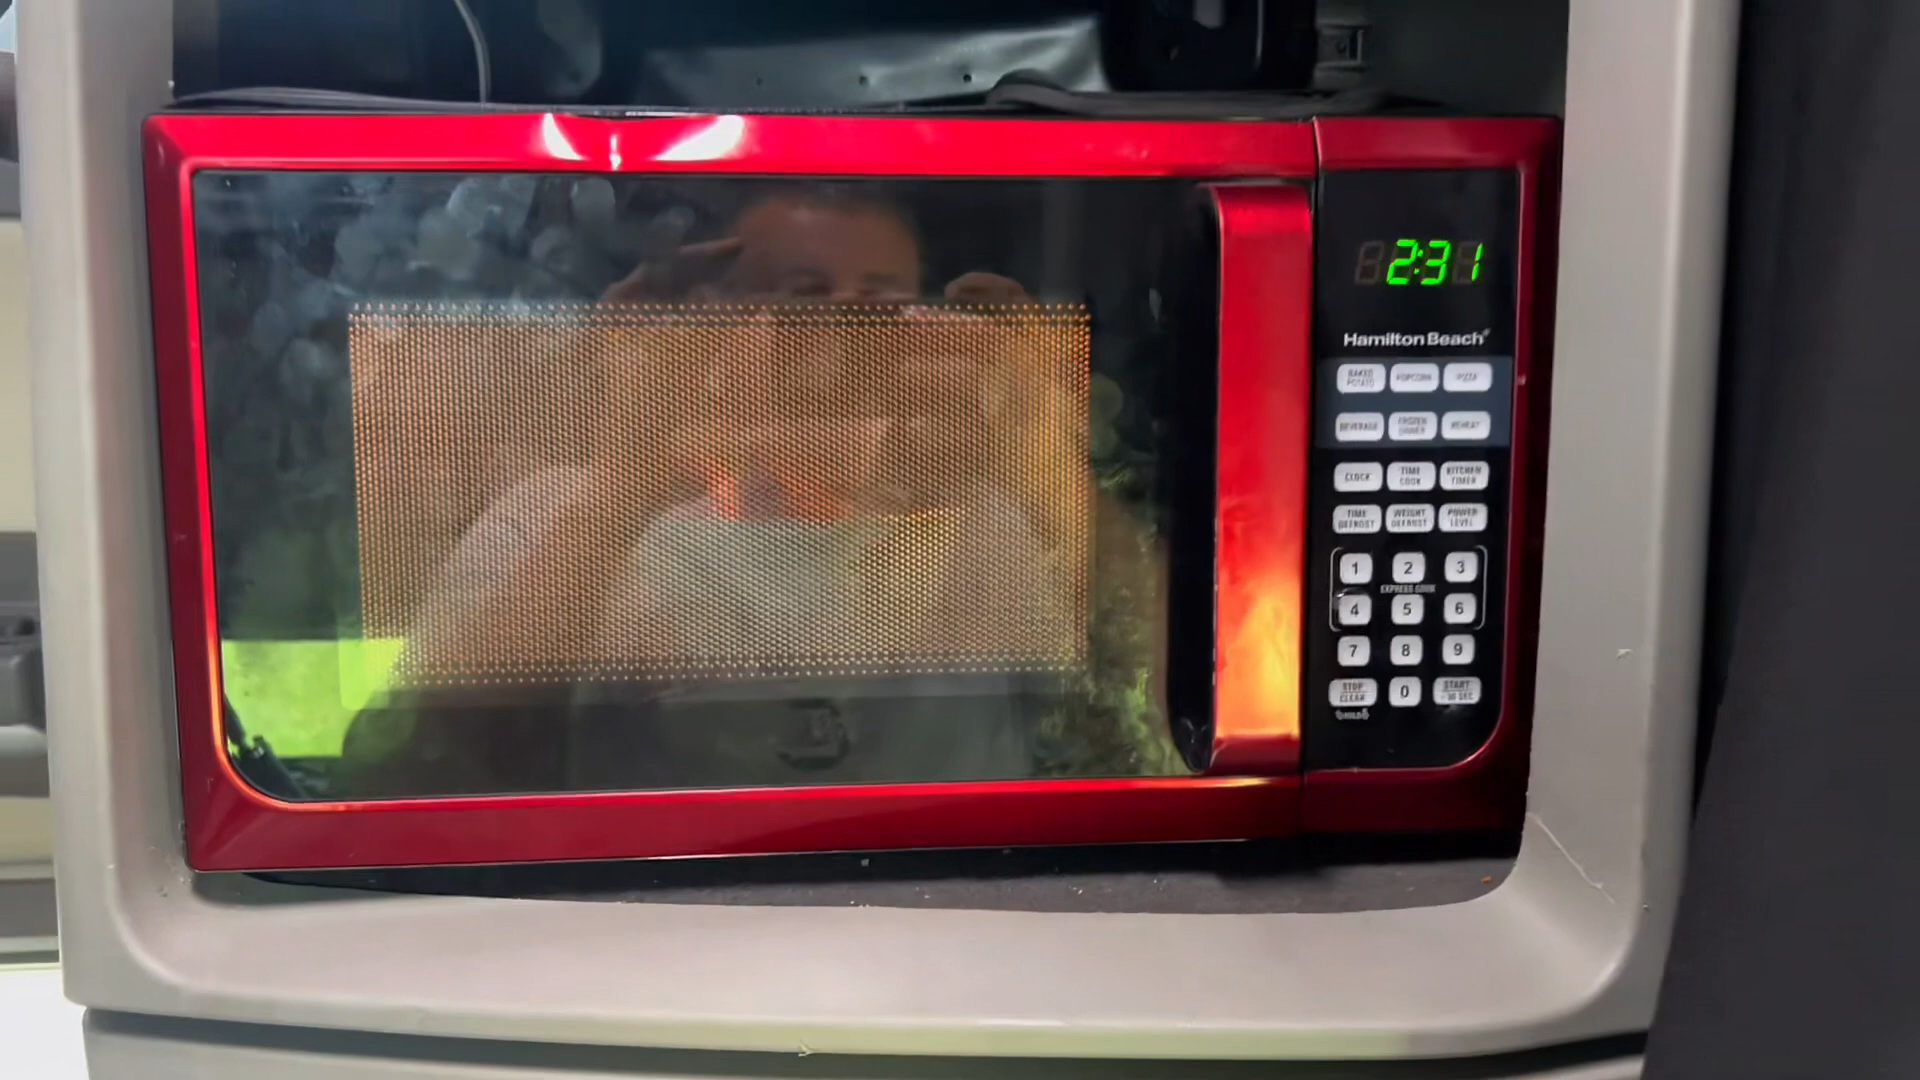 2:31
Hamilton Beach®
BAKED POTATO
POPCORN
PIZZA
BEVERAGE
FROZEN DINNER
REHEAT
CLOCK
TIME COOK
KITCHEN TIMER
TIME DEFROST
WEIGHT DEFROST
POWER LEVEL
1 2 3
EXPRESS COOK
4 5 6
7 8 9
STOP CLEAR
0
START +30 SEC
CHILD